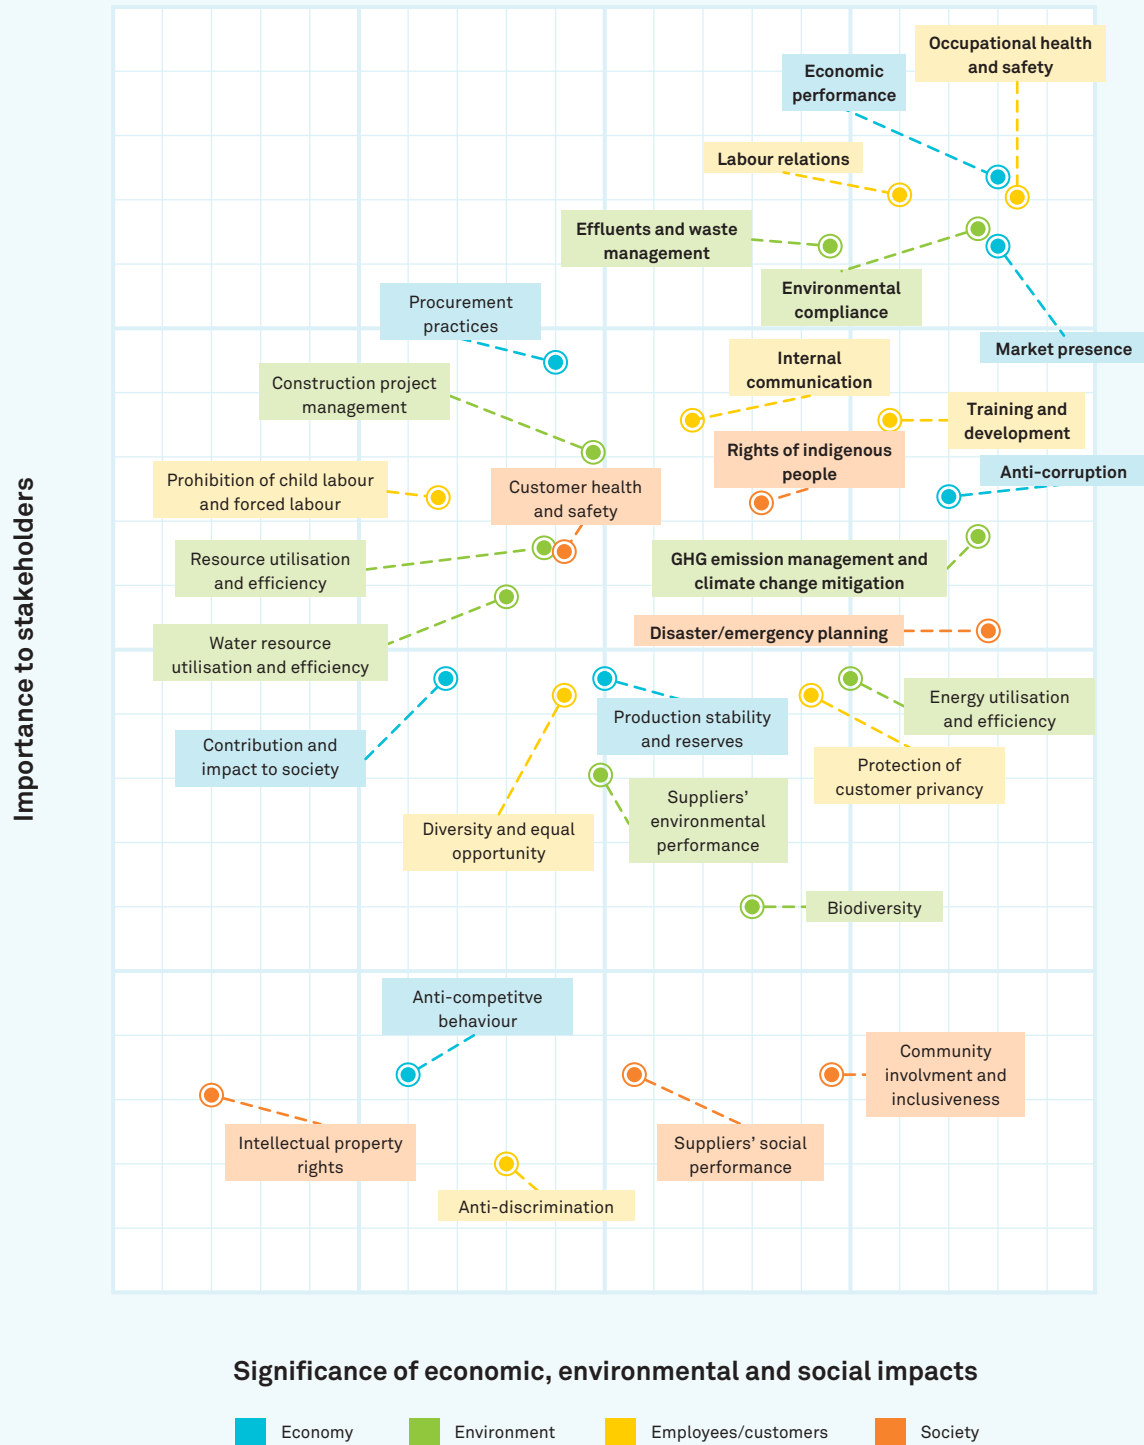 Occupational health
and safety
Economic
performance
Labour relations
Effluents and waste
management
Environmental
compliance
Procurement
practices
Market presence
Internal
communication
Construction project
management
Training and
development
Rights of indigenous
people
Anti-corruption
Prohibition of child labour
and forced labour
Customer health
and safety
Resource utilisation
and efficiency
GHG emission management and
climate change mitigation
Disaster/emergency planning
Water resource
utilisation and efficiency
Importance to stakeholders
Energy utilisation
and efficiency
Production stability
and reserves
Contribution and
impact to society
Protection of
customer privancy
Suppliers’
environmental
performance
Diversity and equal
opportunity
Biodiversity
Anti-competitve
behaviour
Community
involvment and
inclusiveness
Intellectual property
rights
Suppliers’ social
performance
Anti-discrimination
Significance of economic, environmental and social impacts
Economy
Environment
Employees/customers
Society